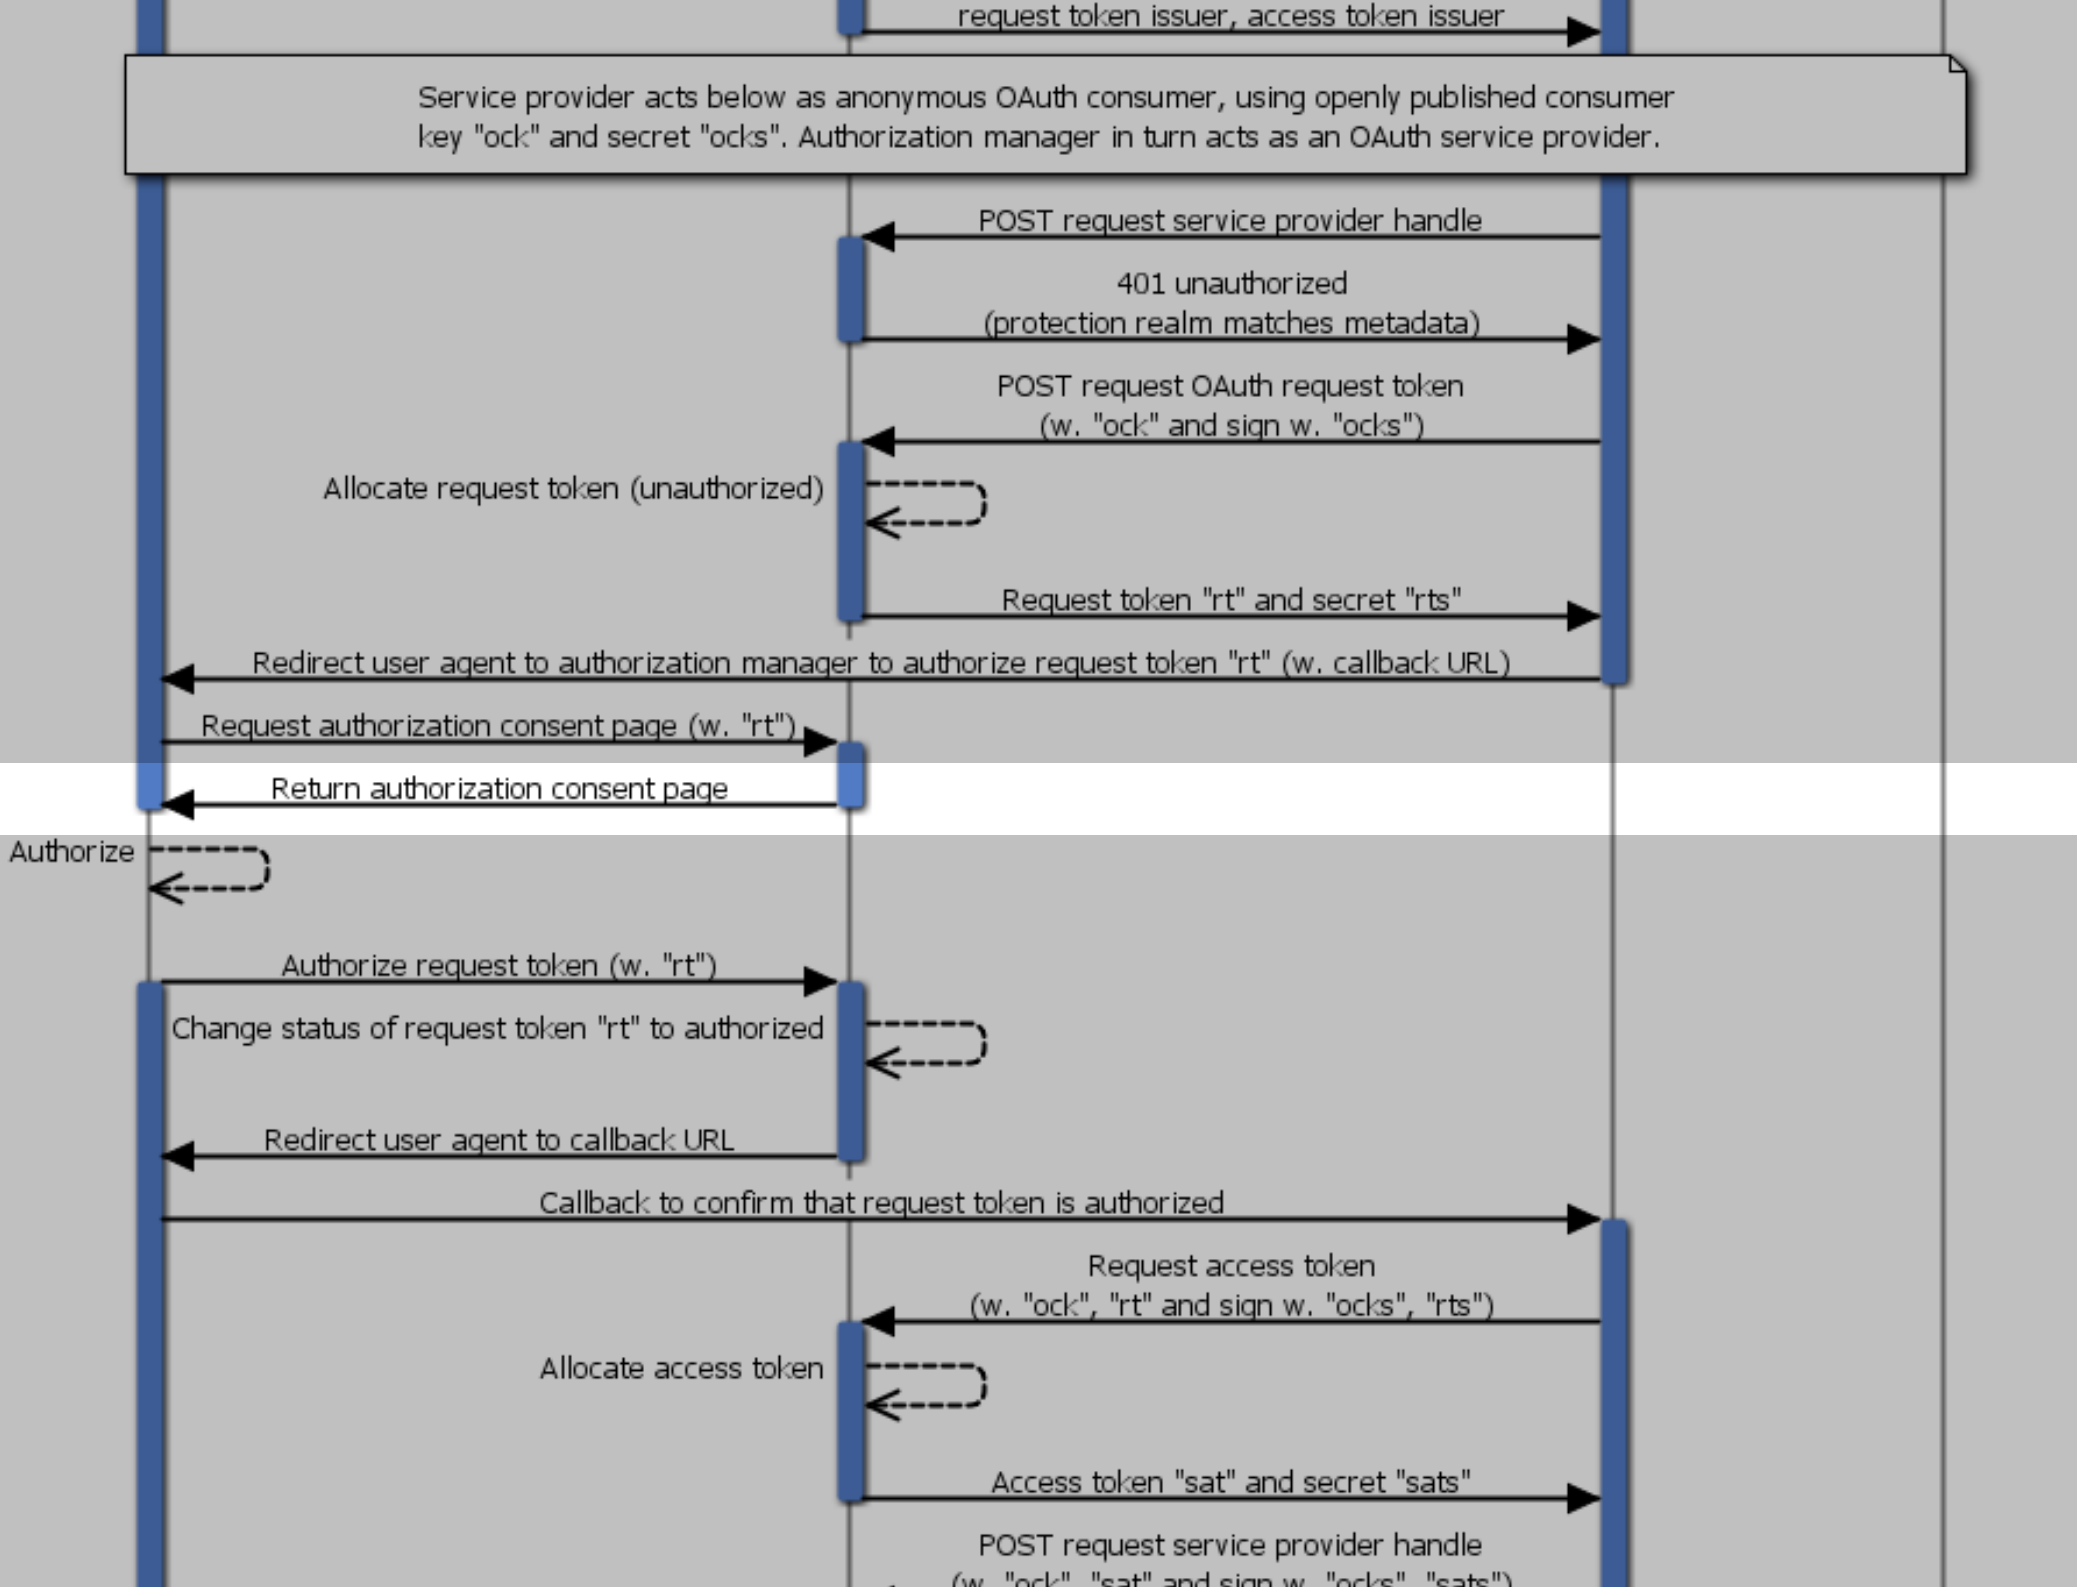 request token issuer, access token issuer
Service provider acts below as anonymous OAuth consumer, using openly published consumer
key "ock" and secret "ocks". Authorization manager in turn acts as an OAuth service provider.
POST request service provider handle
401 unauthorized
(protection realm matches metadata)
POST request OAuth request token
(w. "ock" and sign w. "ocks")
Allocate request token (unauthorized)
Request token "rt" and secret "rts"
Redirect user agent to authorization manager to authorize request token "rt" (w. callback URL)
Request authorization consent page (w. "rt")
Return authorization consent page
Authorize
Authorize request token (w. "rt")
Change status of request token "rt" to authorized
Redirect user agent to callback URL
Callback to confirm that request token is authorized
Request access token
(w. "ock", "rt" and sign w. "ocks", "rts")
Allocate access token
Access token "sat" and secret "sats"
POST request service provider handle
(w. "ock", "sat" and sign w. "ocks", "sats")